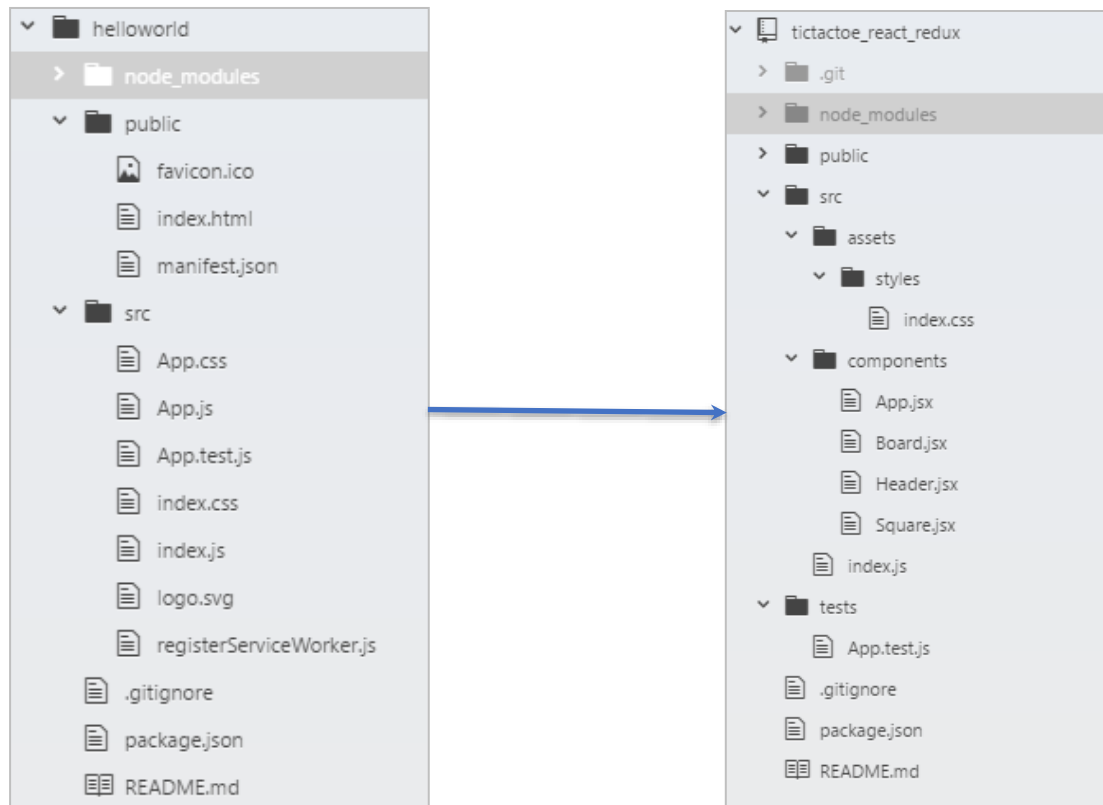 helloworld
node_modules
public
favicon.ico
index.html
manifest.json
src
App.css
App.js
App.test.js
index.css
index.js
logo.svg
registerServiceWorker.js
.gitignore
package.json
README.md
tictactoe_react_redux
.git
node_modules
public
src
assets
styles
index.css
components
App.jsx
Board.jsx
Header.jsx
Square.jsx
index.js
tests
App.test.js
.gitignore
package.json
README.md